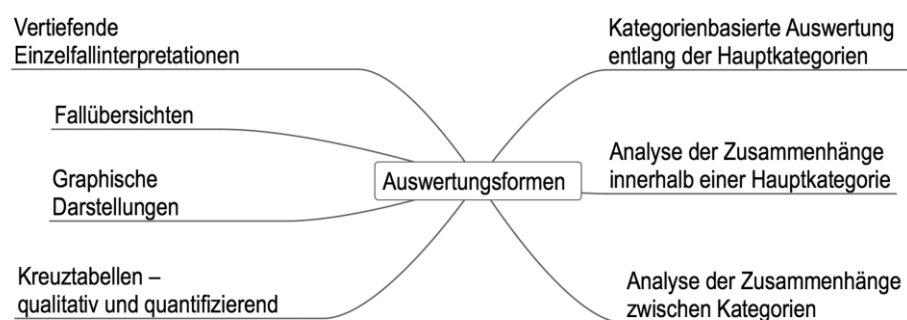 Vertiefende
Einzelfallinterpretationen
Fallübersichten
Graphische
Darstellungen
Kreuztabellen –
qualitativ und quantifizierend
Auswertungsformen
Kategorienbasierte Auswertung
entlang der Hauptkategorien
Analyse der Zusammenhänge
innerhalb einer Hauptkategorie
Analyse der Zusammenhänge
zwischen Kategorien